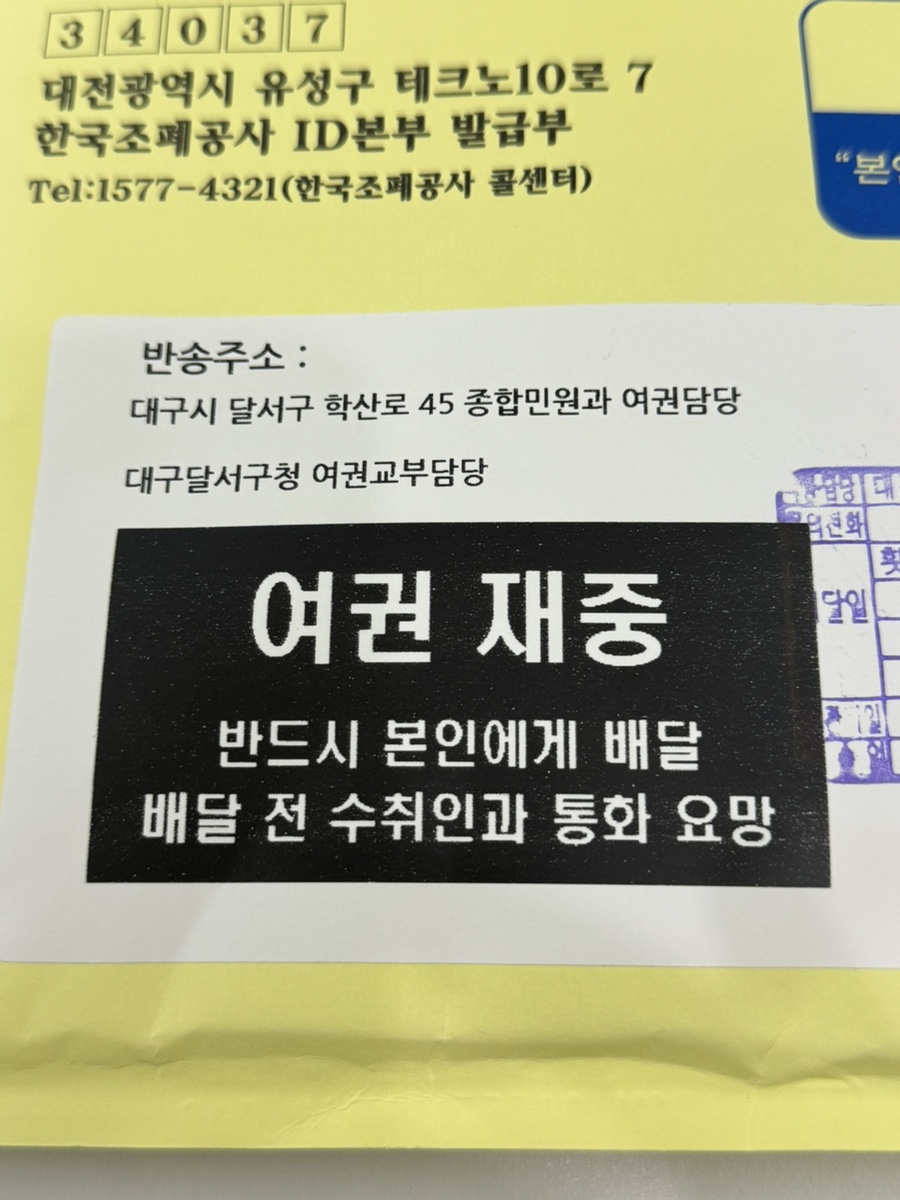 34037
대전광역시 유성구 테크노10로 7
한국조폐공사 ID본부 발급부
Tel:1577-4321(한국조폐공사 콜센터)
반송주소 :
대구시 달서구 학산로 45 종합민원과 여권담당
대구달서구청 여권교부담당
여권 재중
반드시 본인에게 배달
배달 전 수취인과 통화 요망